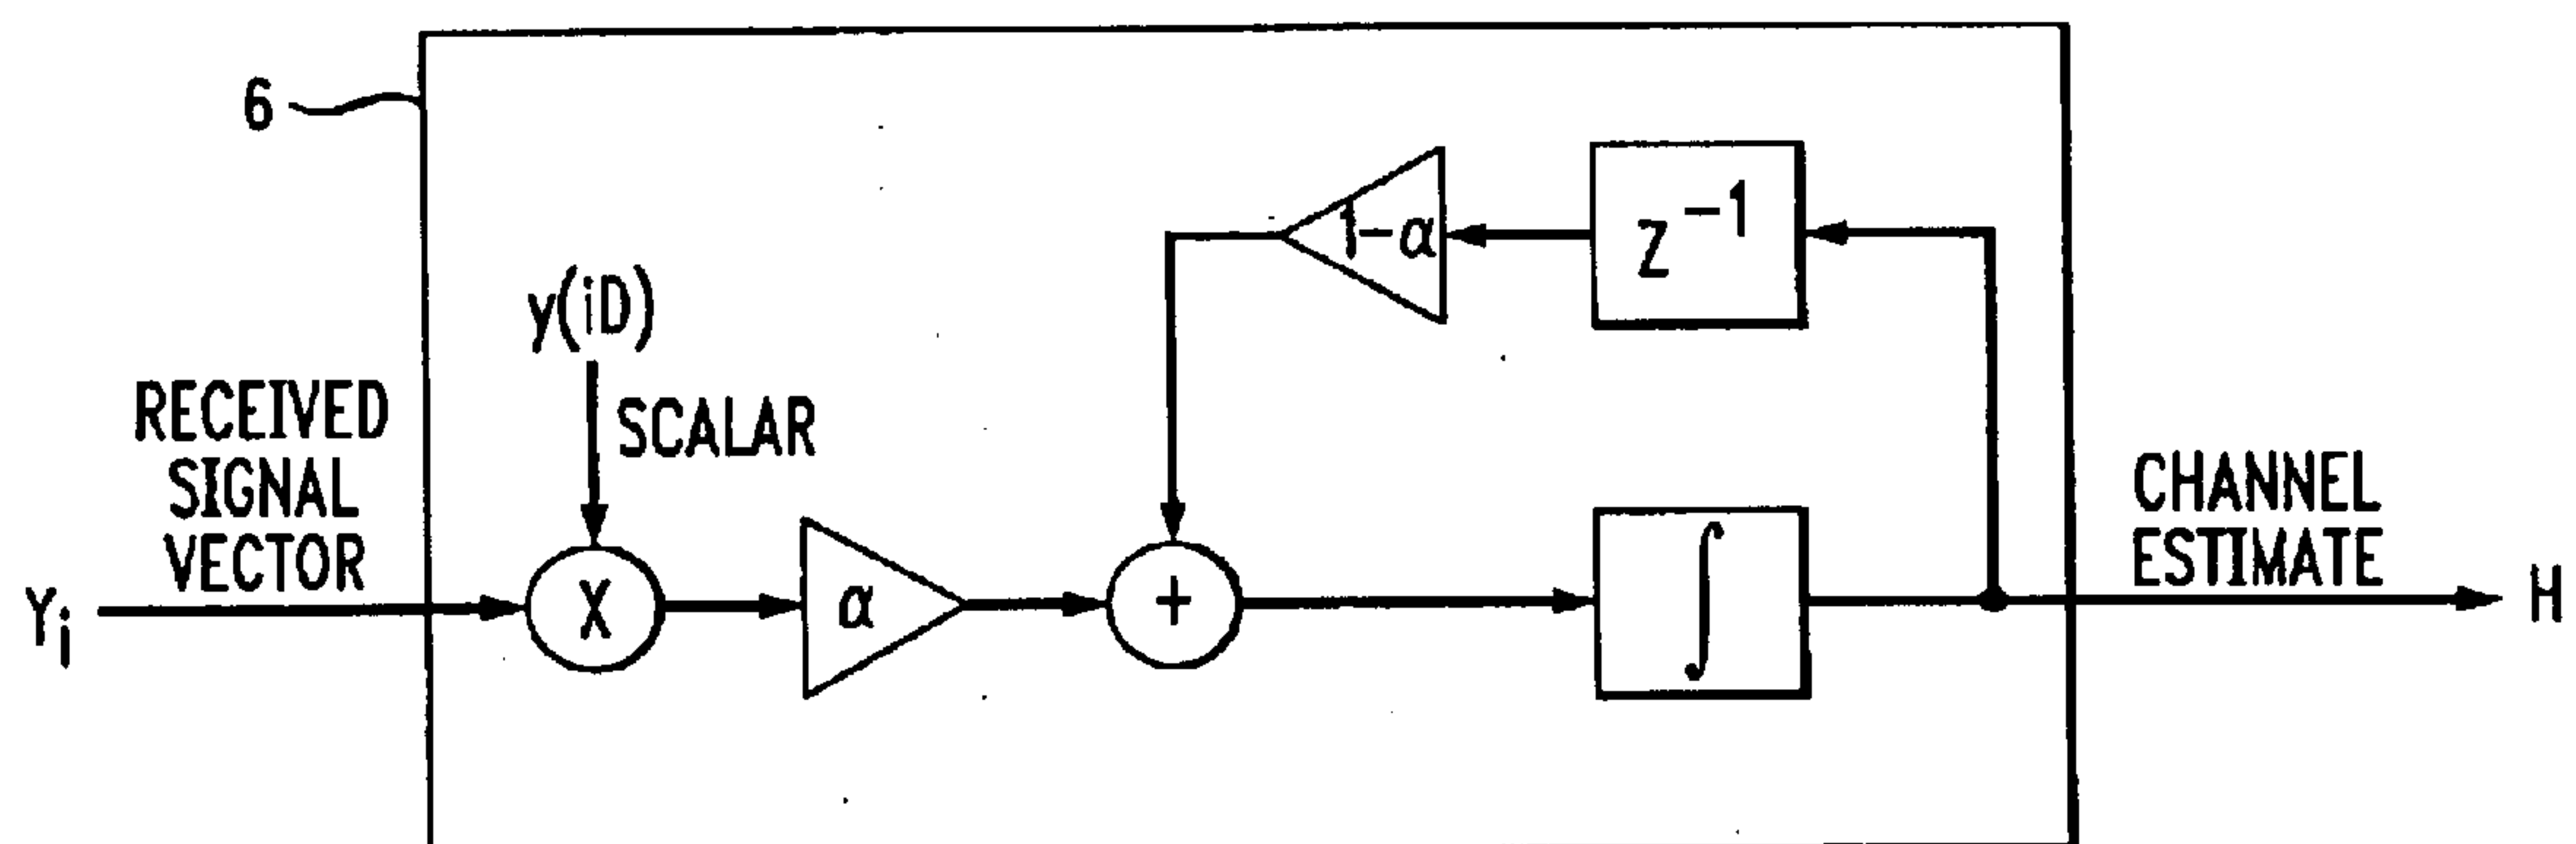 6
1-α
z⁻¹
y(iD)
SCALAR
RECEIVED
SIGNAL
VECTOR
Yᵢ
X
α
+
∫
CHANNEL
ESTIMATE
H